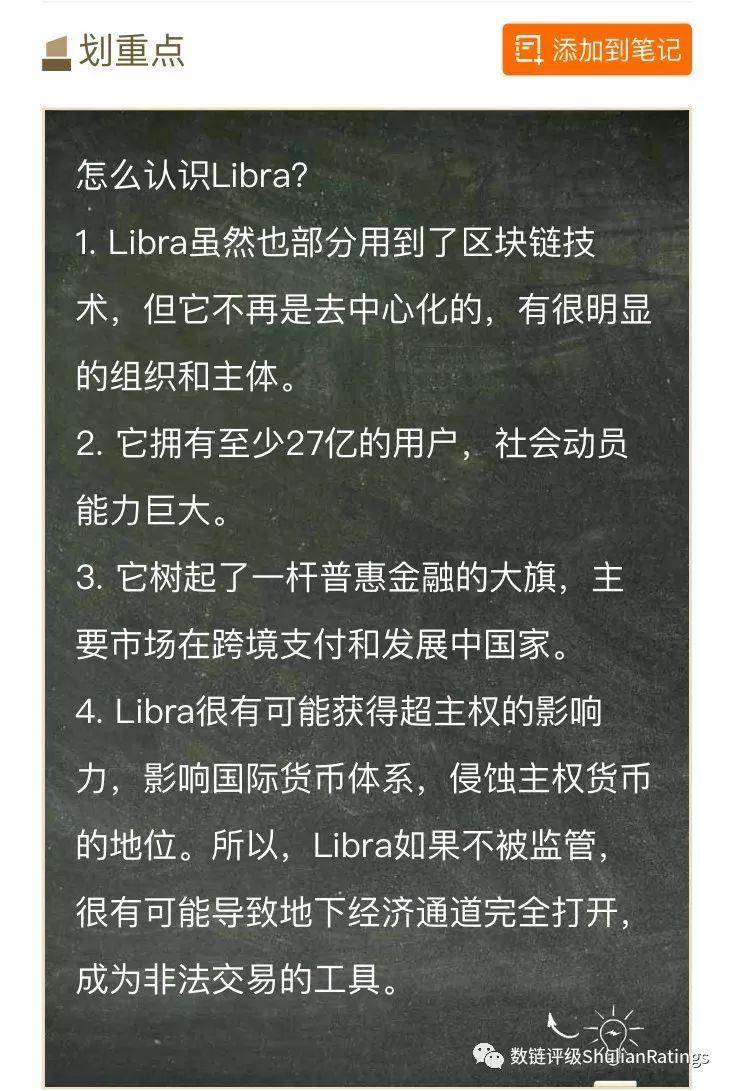 划重点
添加到笔记
怎么认识Libra?
1. Libra虽然也部分用到了区块链技
术，但它不再是去中心化的，有很明显
的组织和主体。
2. 它拥有至少27亿的用户，社会动员
能力巨大。
3. 它树起了一杆普惠金融的大旗，主
要市场在跨境支付和发展中国家。
4. Libra很有可能获得超主权的影响
力，影响国际货币体系，侵蚀主权货币
的地位。所以，Libra如果不被监管，
很有可能导致地下经济通道完全打开，
成为非法交易的工具。
数链评级ShulianRatings